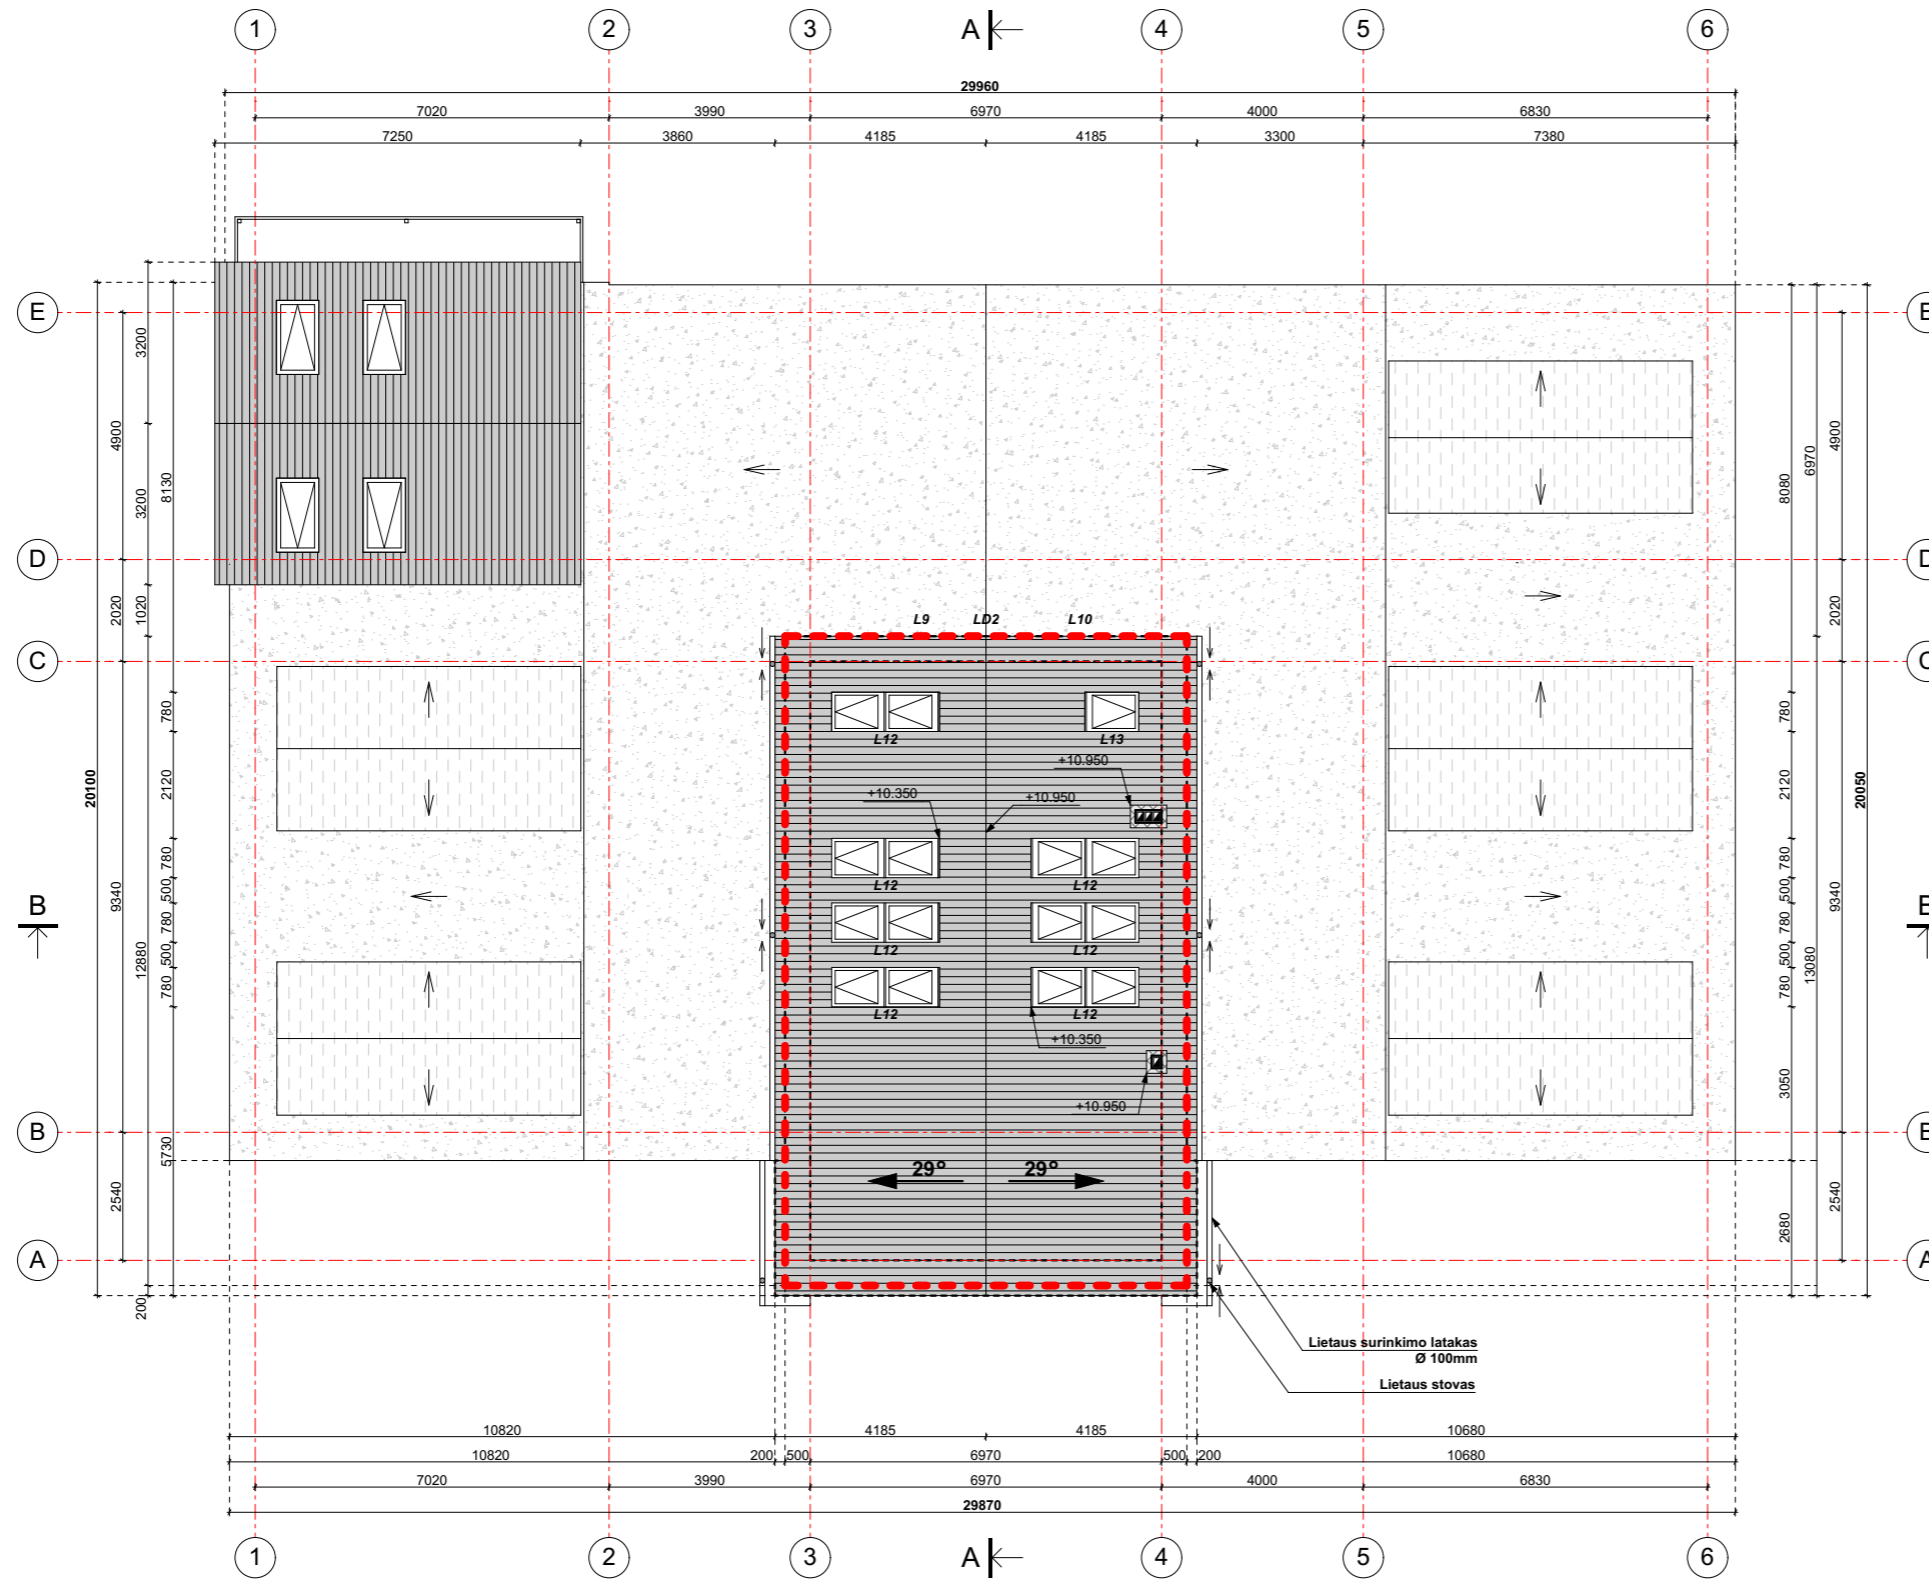 1 2 3 A 4 5 6
29960
7020 3990 6970 4000 6830
7250 3860 4185 4185 3300 7380
E E
3200 4900 3200 8130
8080 6970 4900
D D
2020 1020
2020
L9 LD2 L10
C C
780 2120 780 500 780 500 780
780 2120 780 500 780 500 780
L12 L13
+10.950
+10.350 +10.950
20100 9340 12880
20050 9340 13080
L12 L12
B B
L12 L12
L12 L12
+10.350
3050
+10.950
B B
5730
29° 29°
2540 2680 2540
A A
200
Lietaus surinkimo latakas
Ø 100mm
Lietaus stovas
10820 4185 4185 10680
10820 200 500 6970 500 200 10680
7020 3990 6970 4000 6830
29870
1 2 3 A 4 5 6